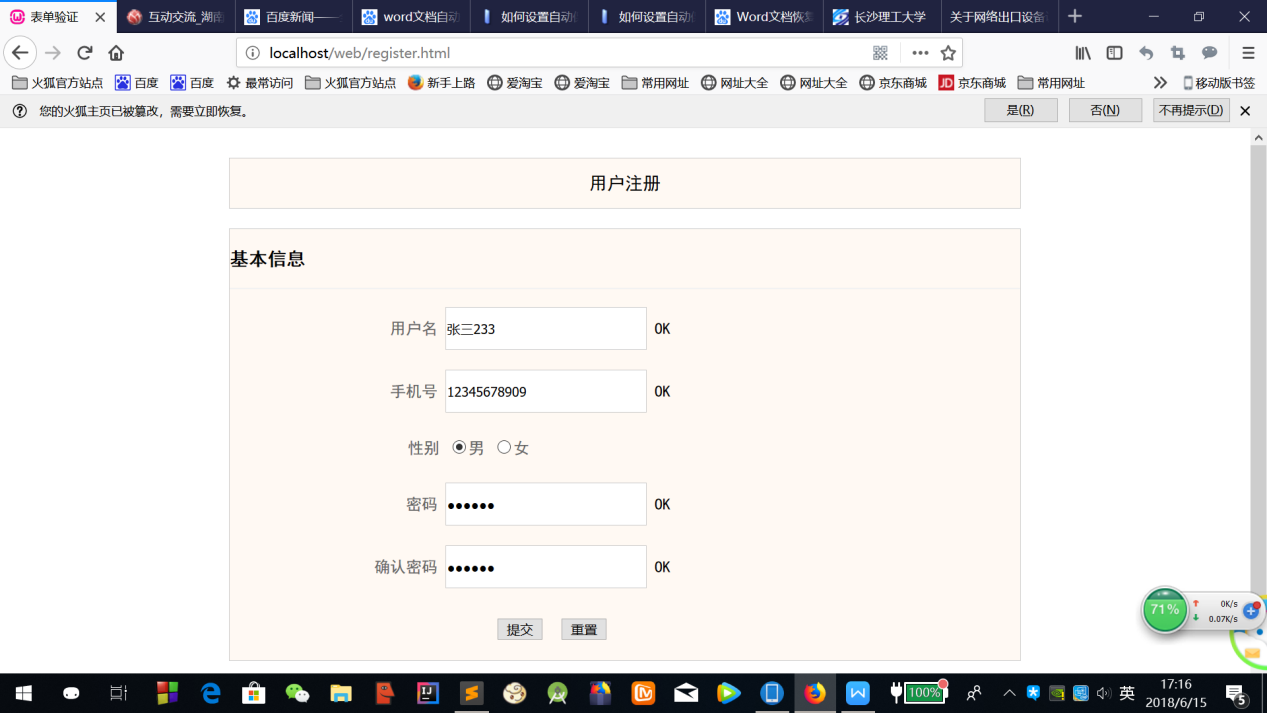 表单验证
互动交流_湖南
百度新闻——
word文档自动
如何设置自动
如何设置自动
Word文档恢复
长沙理工大学
关于网络出口设备
localhost/web/register.html
火狐官方站点 百度 百度 最常访问 火狐官方站点 新手上路 爱淘宝 爱淘宝 常用网址 网址大全 网址大全 京东商城 JD 京东商城 常用网址 移动版书签
您的火狐主页已被篡改，需要立即恢复。 是(R) 否(N) 不再提示(D)
用户注册
基本信息
用户名 张三233 OK
手机号 12345678909 OK
性别 男 女
密码 •••••• OK
确认密码 •••••• OK
提交 重置
71% 0K/s
0.07K/s
100% 英 17:16
2018/6/15 5